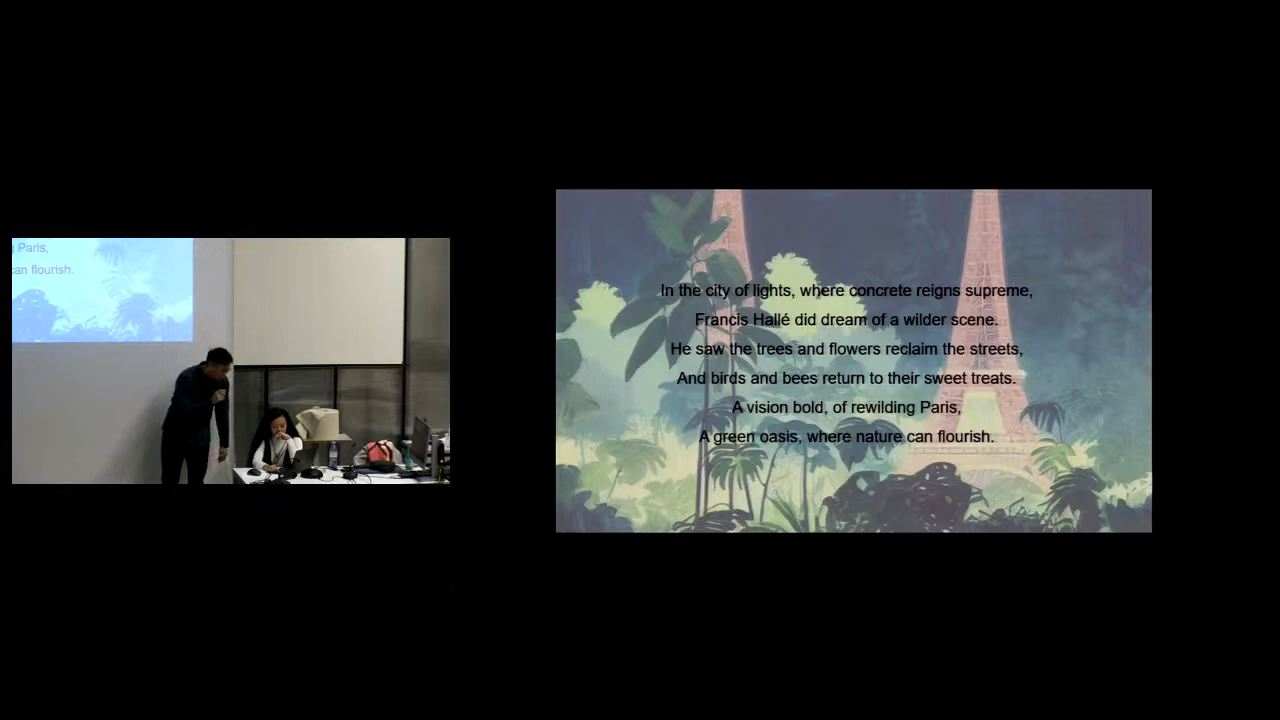 Paris,
can flourish.
In the city of lights, where concrete reigns supreme,
Francis Hallé did dream of a wilder scene.
He saw the trees and flowers reclaim the streets,
And birds and bees return to their sweet treats.
A vision bold, of rewilding Paris,
A green oasis, where nature can flourish.